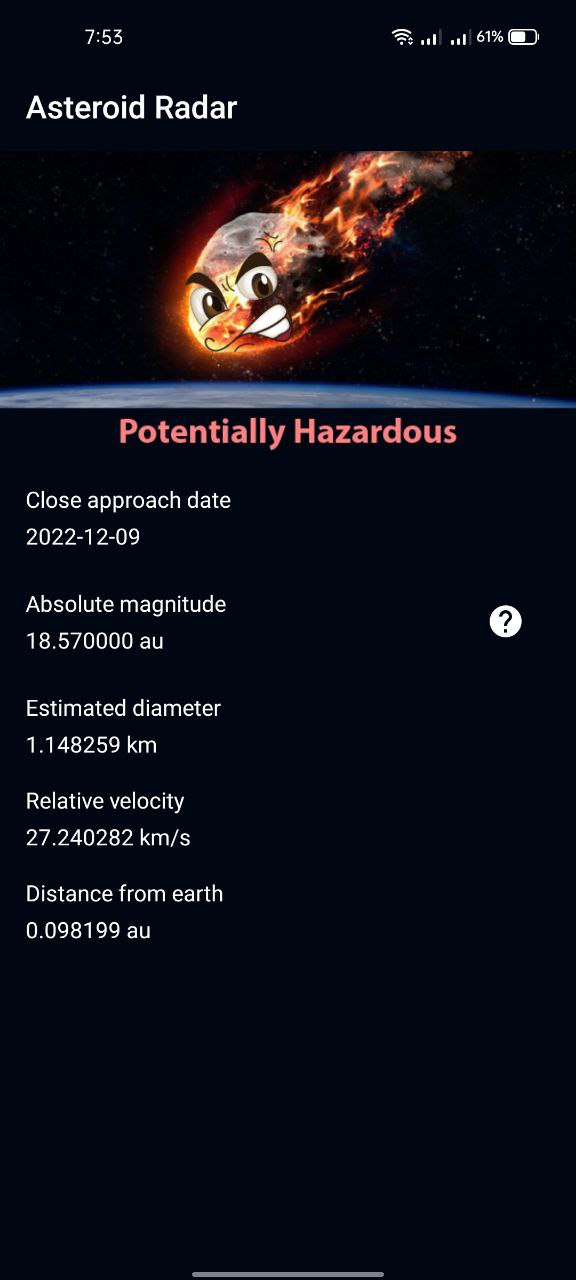 7:53
61%
Asteroid Radar
Potentially Hazardous
Close approach date
2022-12-09
Absolute magnitude
18.570000 au
?
Estimated diameter
1.148259 km
Relative velocity
27.240282 km/s
Distance from earth
0.098199 au